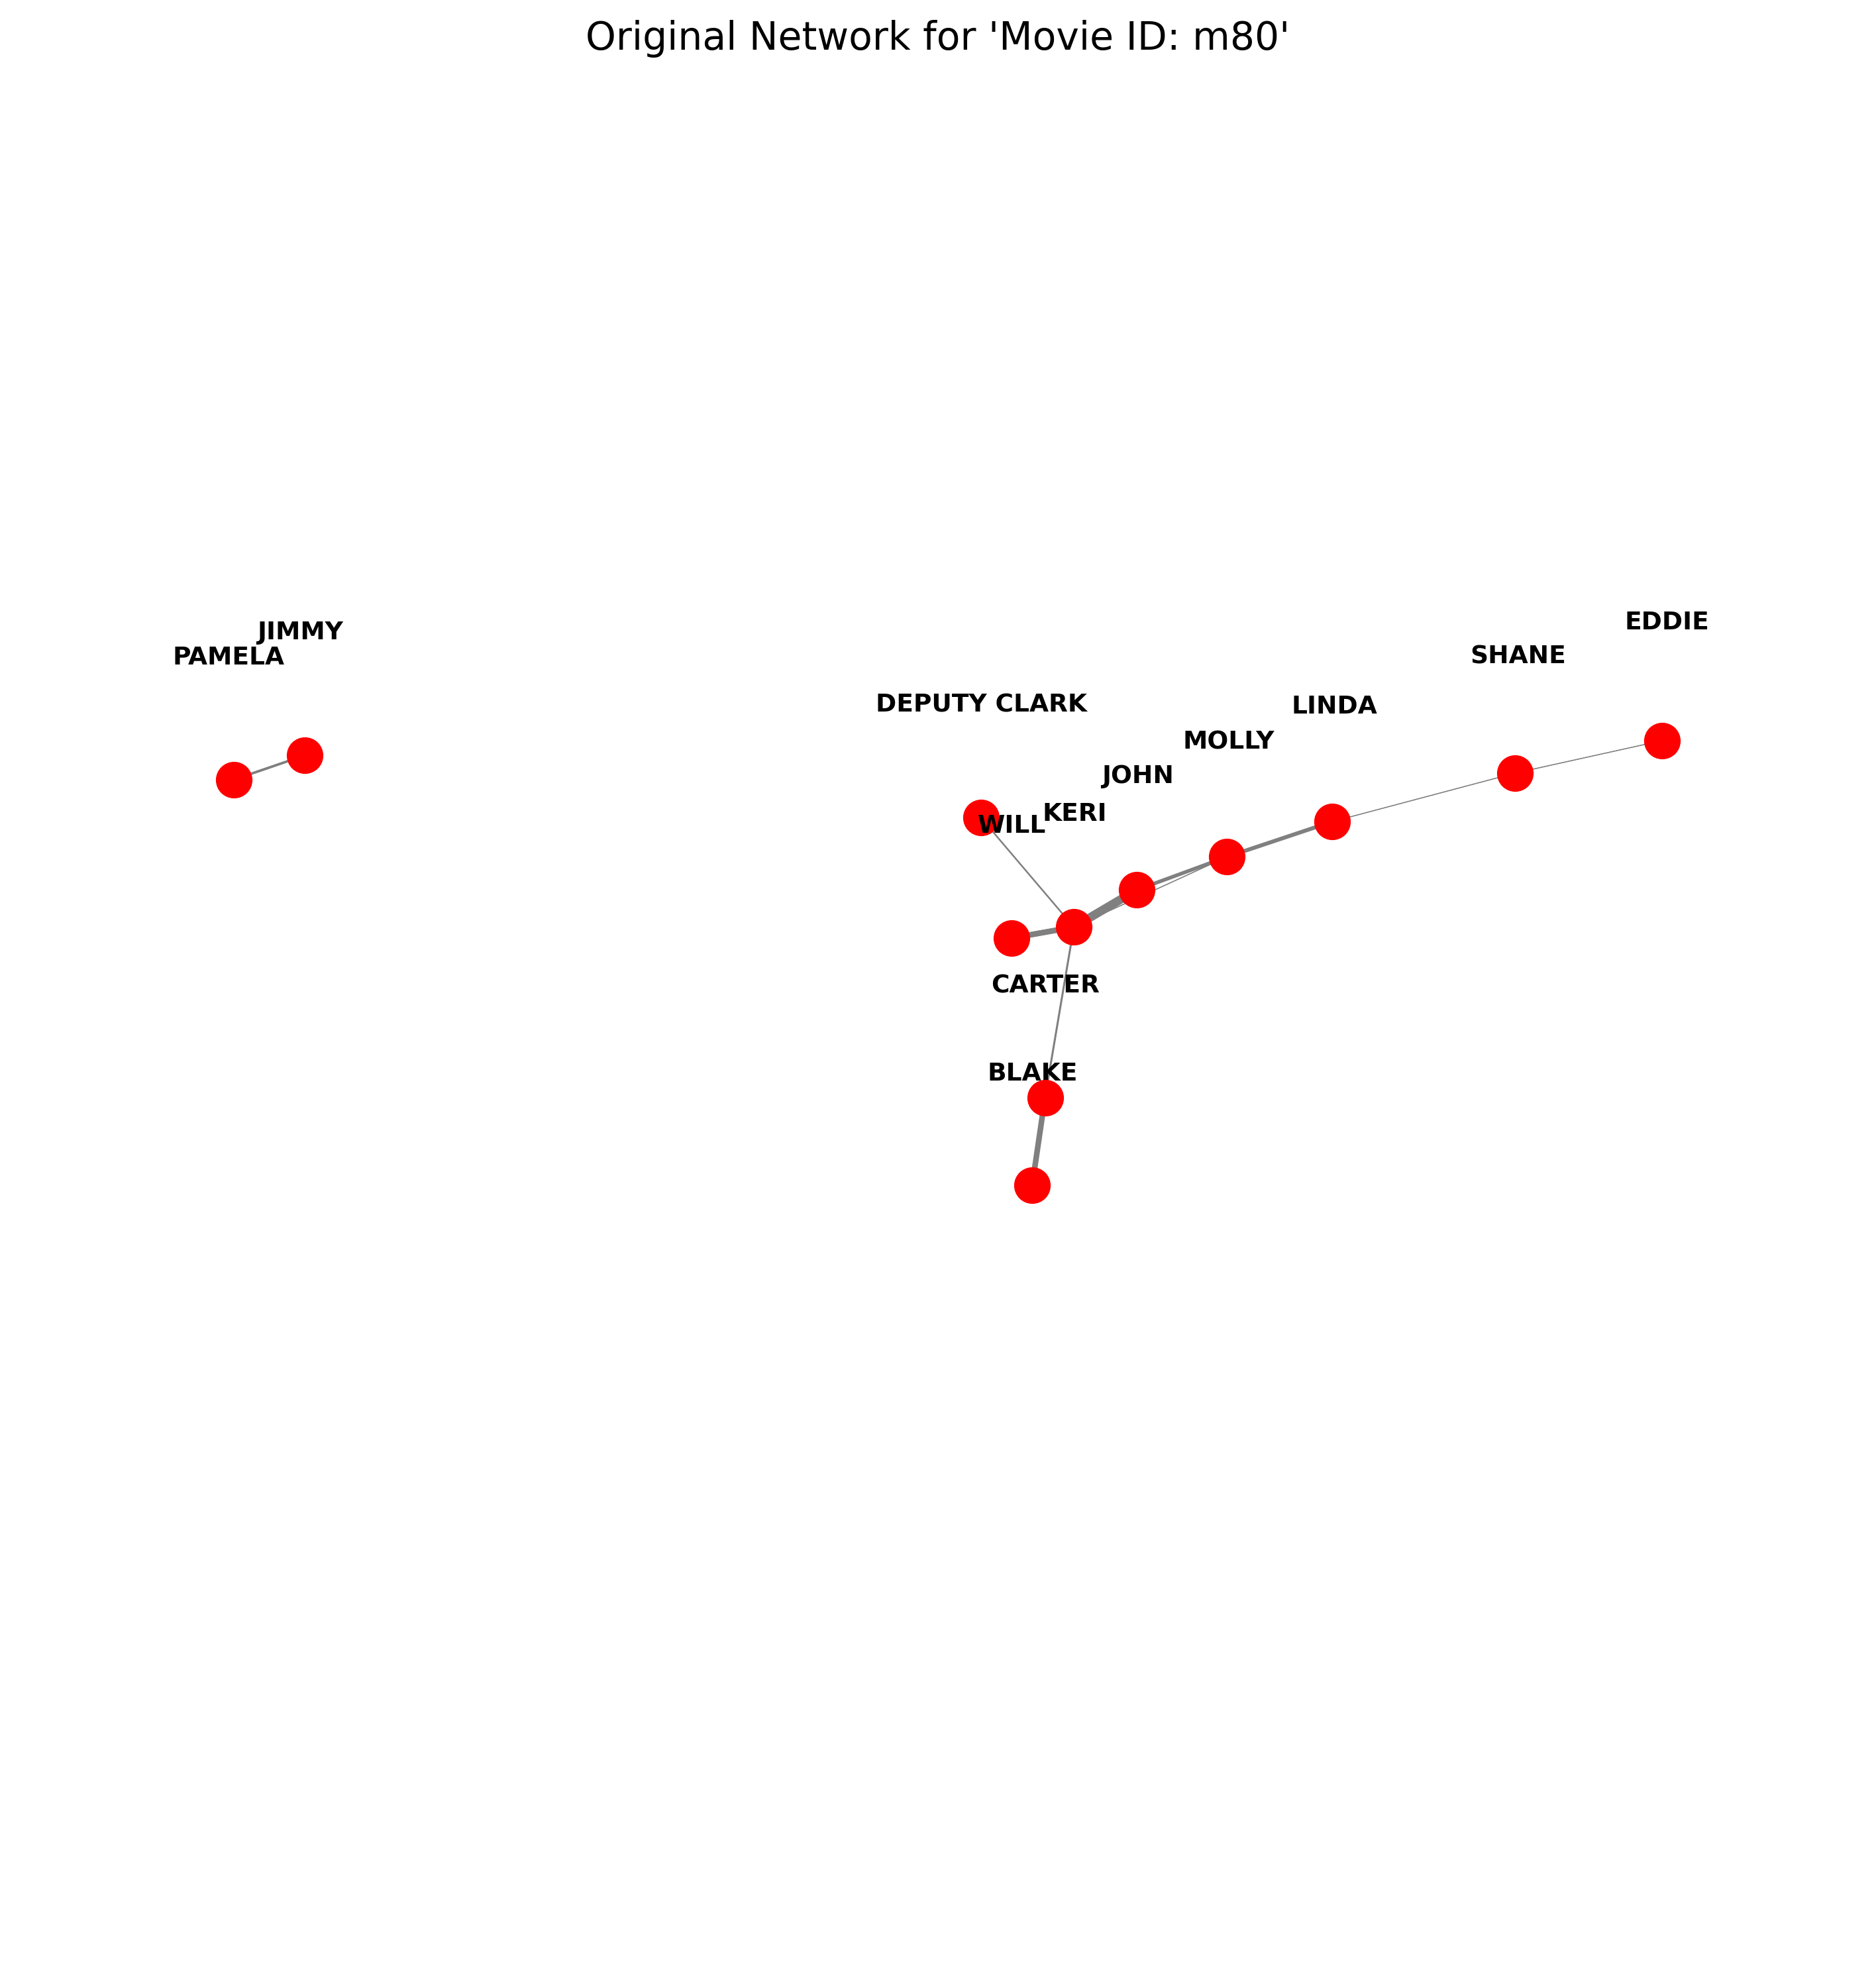 Original Network for 'Movie ID: m80'
EDDIE
JIMMY
SHANE
PAMELA
DEPUTY CLARK
LINDA
MOLLY
JOHN
KERI
WILL
CARTER
BLAKE